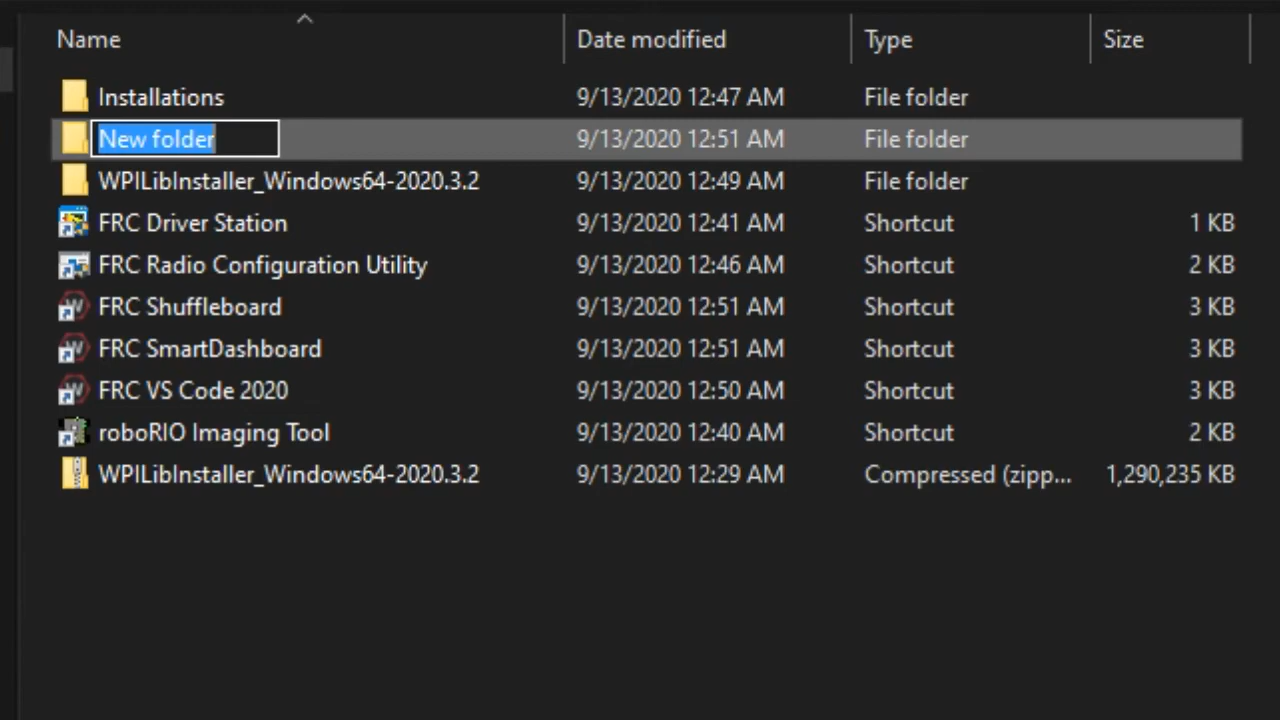 Name Date modified Type Size
Installations 9/13/2020 12:47 AM File folder
New folder 9/13/2020 12:51 AM File folder
WPILibInstaller_Windows64-2020.3.2 9/13/2020 12:49 AM File folder
FRC Driver Station 9/13/2020 12:41 AM Shortcut 1 KB
FRC Radio Configuration Utility 9/13/2020 12:46 AM Shortcut 2 KB
FRC Shuffleboard 9/13/2020 12:51 AM Shortcut 3 KB
FRC SmartDashboard 9/13/2020 12:51 AM Shortcut 3 KB
FRC VS Code 2020 9/13/2020 12:50 AM Shortcut 3 KB
roboRIO Imaging Tool 9/13/2020 12:40 AM Shortcut 2 KB
WPILibInstaller_Windows64-2020.3.2 9/13/2020 12:29 AM Compressed (zipp... 1,290,235 KB